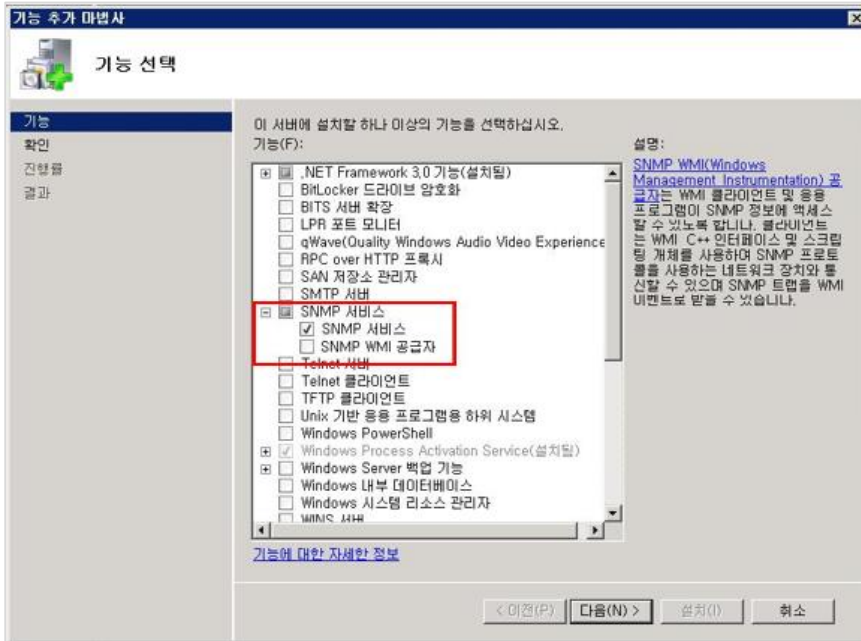 기능 추가 마법사
기능 선택
기능
확인
진행률
결과
이 서버에 설치할 하나 이상의 기능을 선택하십시오.
기능(F):
.NET Framework 3.0 기능(설치됨)
BitLocker 드라이브 암호화
BITS 서버 확장
LPR 포트 모니터
qWave(Quality Windows Audio Video Experience
RPC over HTTP 프록시
SAN 저장소 관리자
SMTP 서버
SNMP 서비스
SNMP 서비스
SNMP WMI 공급자
Telnet 서버
Telnet 클라이언트
TFTP 클라이언트
Unix 기반 응용 프로그램용 하위 시스템
Windows PowerShell
Windows Process Activation Service(설치됨)
Windows Server 백업 기능
Windows 내부 데이터베이스
Windows 시스템 리소스 관리자
WINS 서버
기능에 대한 자세한 정보
설명:
SNMP WMI(Windows
Management Instrumentation) 공
급자는 WMI 클라이언트 및 응용
프로그램이 SNMP 정보에 액세스
할 수 있도록 합니다. 클라이언트
는 WMI C++ 인터페이스 및 스크립
팅 개체를 사용하여 SNMP 프로토
콜을 사용하는 네트워크 장치와 통
신할 수 있으며 SNMP 트랩을 WMI
이벤트로 받을 수 있습니다.
< 이전(P)
다음(N) >
설치(I)
취소